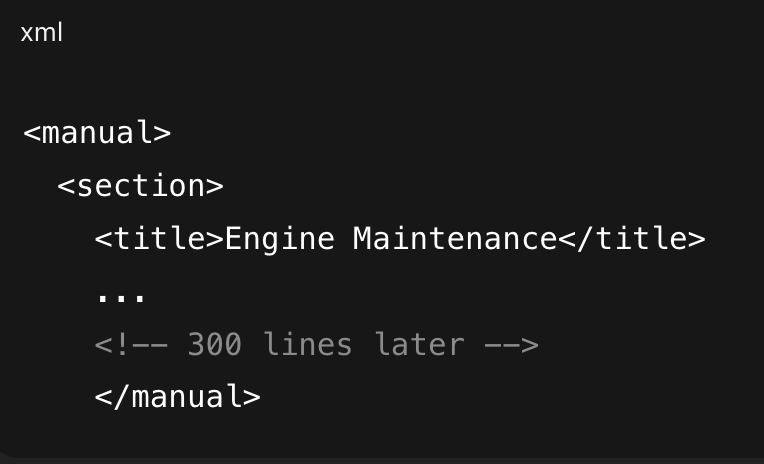 xml
<manual>
<section>
<title>Engine Maintenance</title>
...
<!-- 300 lines later -->
</manual>